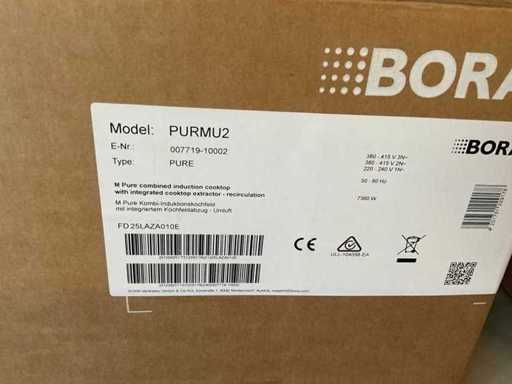 BORA
Model: PURMU2
E-Nr.: 007719-10002
Type: PURE
BORA
380 - 415 V 3N~
380 - 415 V 2N~
220 - 240 V 1N~
50 - 60 Hz
7360 W
M Pure combined induction cooktop
with integrated cooktop extractor - recirculation
M Pure Kombi-Induktionskochfeld
mit integriertem Kochfeldabzug - Umluft
FD 25LAZA010E
CE